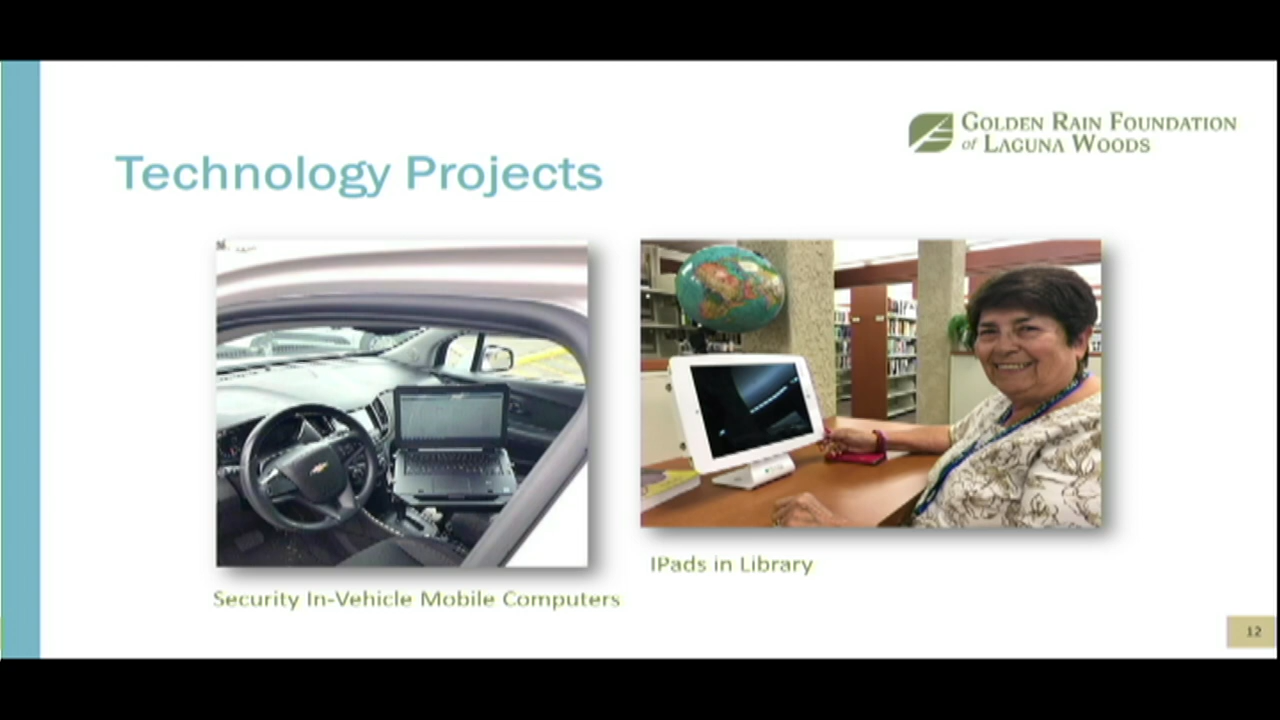 GOLDEN RAIN FOUNDATION
of LAGUNA WOODS
Technology Projects
IPads in Library
Security In-Vehicle Mobile Computers
12